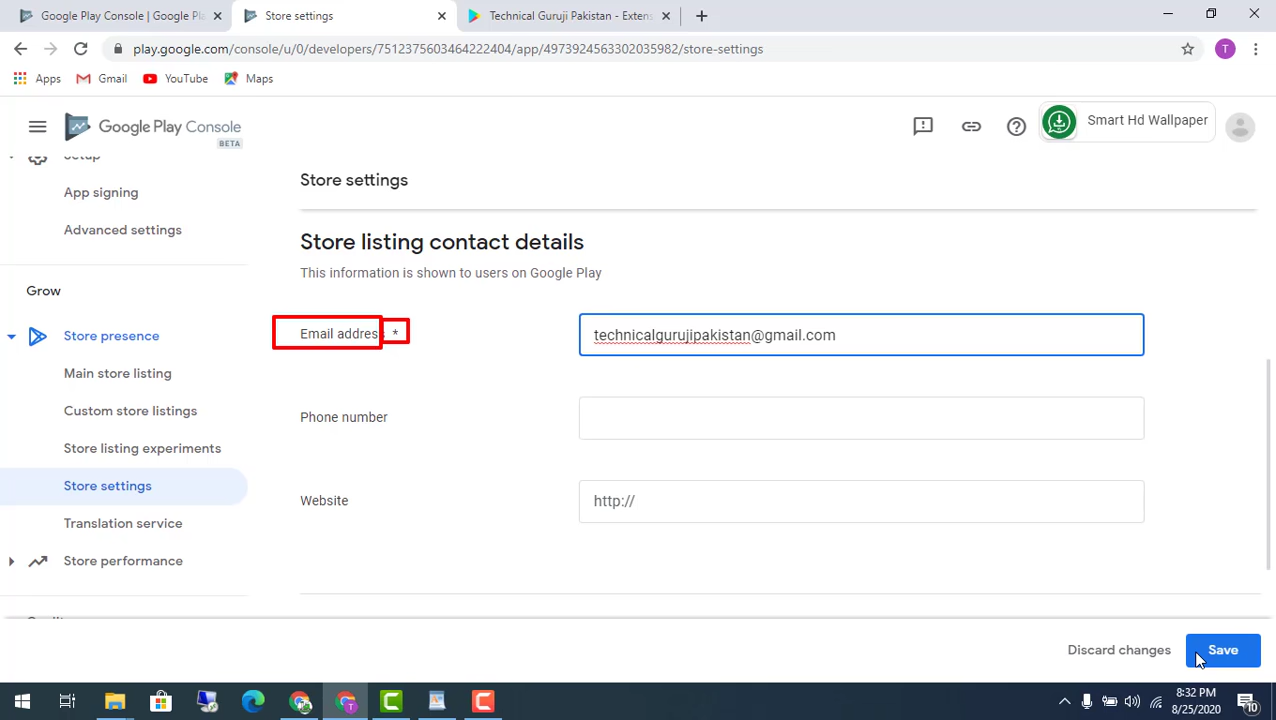 Google Play Console | Google Pla
Store settings
Technical Guruji Pakistan - Exten
play.google.com/console/u/0/developers/7512375603464222404/app/4973924563302035982/store-settings
T
Apps
Gmail
YouTube
Maps
Google Play Console
BETA
Smart Hd Wallpaper
Setup
App signing
Advanced settings
Grow
Store presence
Main store listing
Custom store listings
Store listing experiments
Store settings
Translation service
Store performance
Store settings
Store listing contact details
This information is shown to users on Google Play
Email address *
technicalgurujipakistan@gmail.com
Phone number
Website
http://
Discard changes
Save
8:32 PM
8/25/2020
10